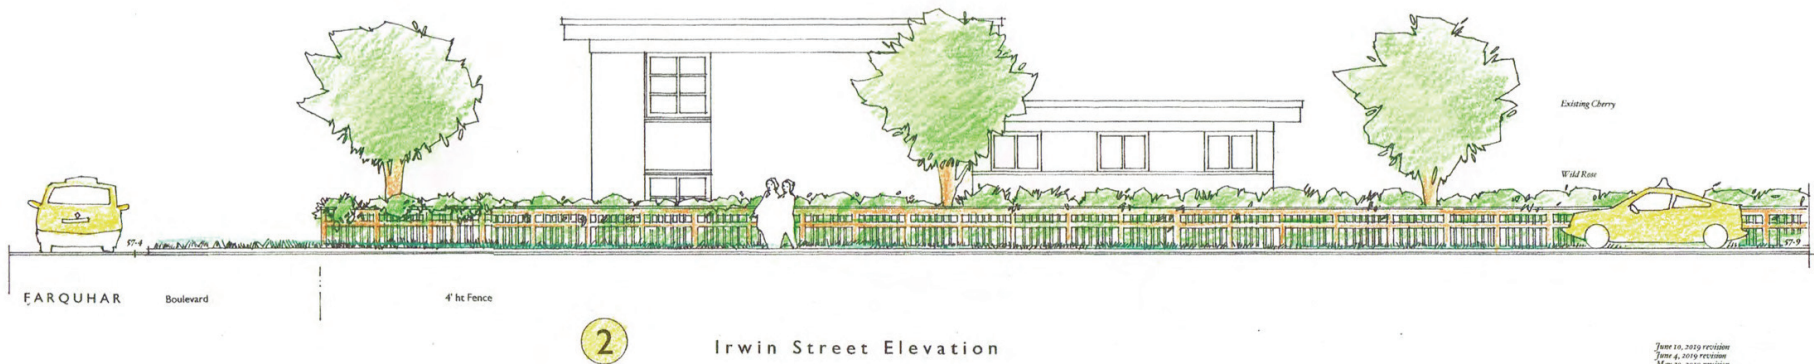 Existing Cherry
Wild Rose
57-4
57-9
FARQUHAR
Boulevard
4' ht Fence
2
Irwin Street Elevation
June 10, 2019 revision
June 4, 2019 revision